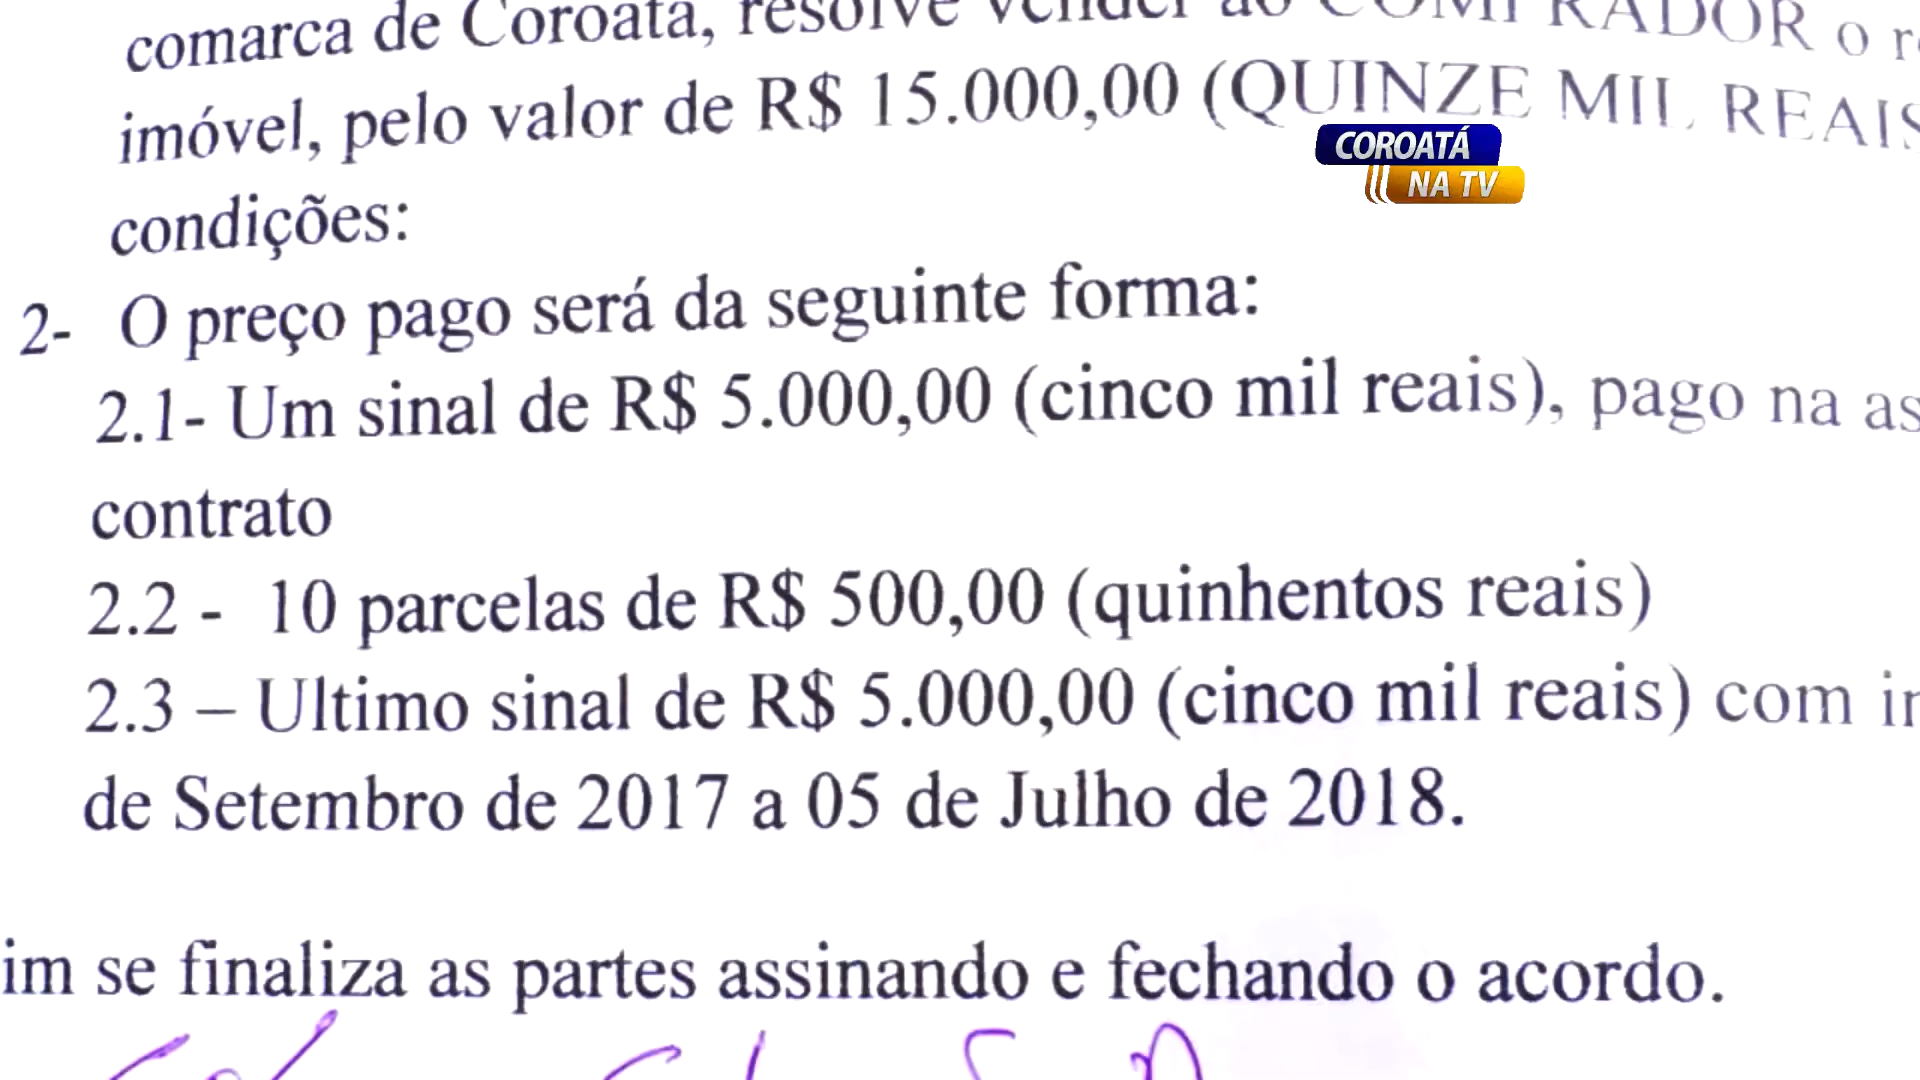 comarca de Coroatá, resolve vender ao COMPRADOR o
imóvel, pelo valor de R$ 15.000,00 (QUINZE MIL REAIS
COROATÁ
NA TV
condições:
2- O preço pago será da seguinte forma:
2.1- Um sinal de R$ 5.000,00 (cinco mil reais), pago na as
contrato
2.2 - 10 parcelas de R$ 500,00 (quinhentos reais)
2.3 – Ultimo sinal de R$ 5.000,00 (cinco mil reais) com
de Setembro de 2017 a 05 de Julho de 2018.
im se finaliza as partes assinando e fechando o acordo.